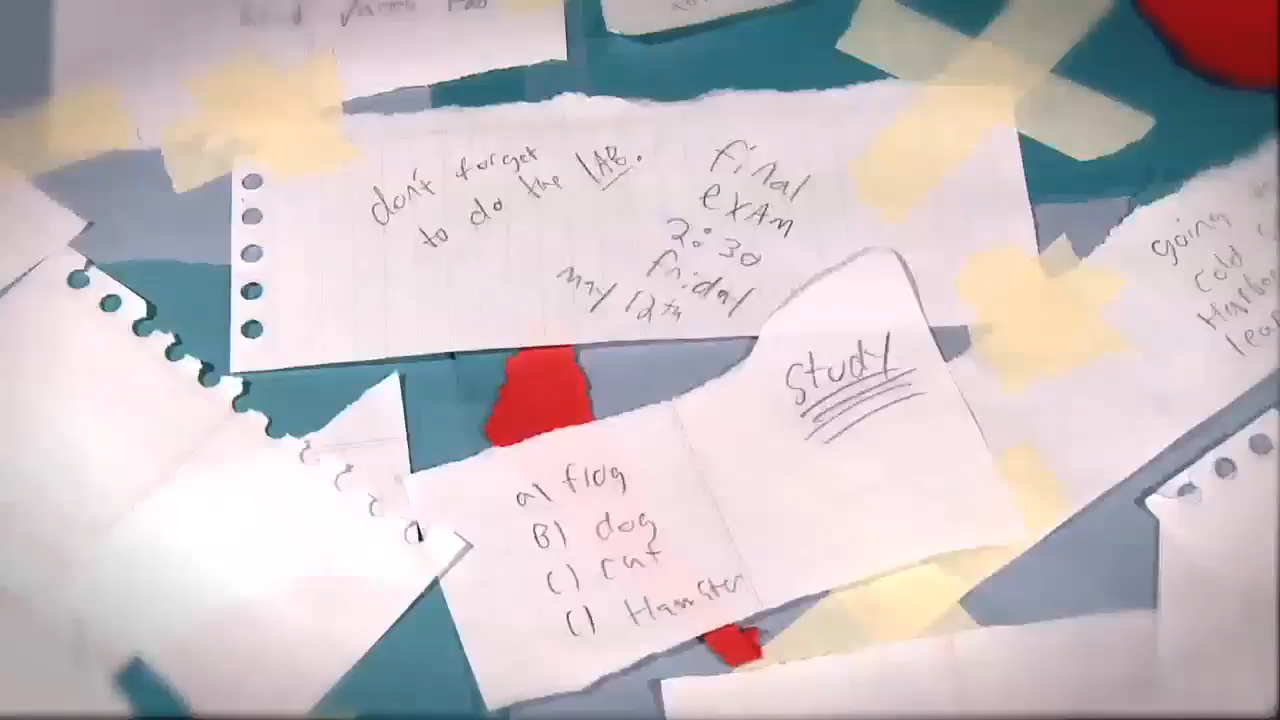 don't forget
to do the LAB.
final
exam
2:30
friday
may 12th
study
a) frog
B) dog
c) cat
c) Hamster
going
cold
Harbo
lea